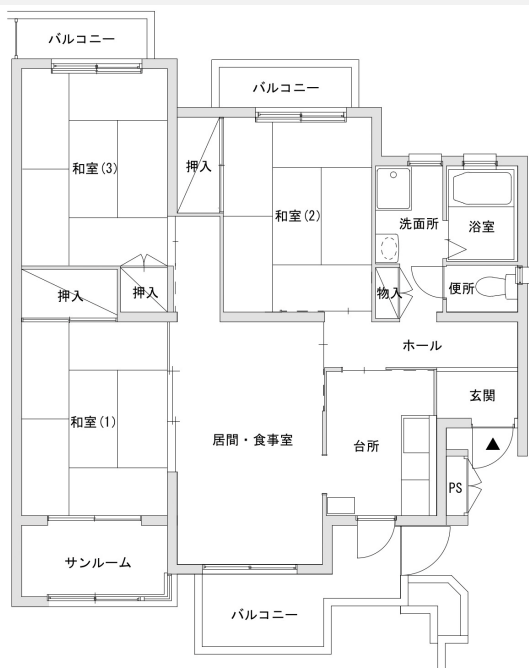 バルコニー
バルコニー
和室(3)
押入
和室(2)
洗面所
浴室
押入
押入
物入
便所
ホール
玄関
和室(1)
居間・食事室
台所
PS
サンルーム
バルコニー